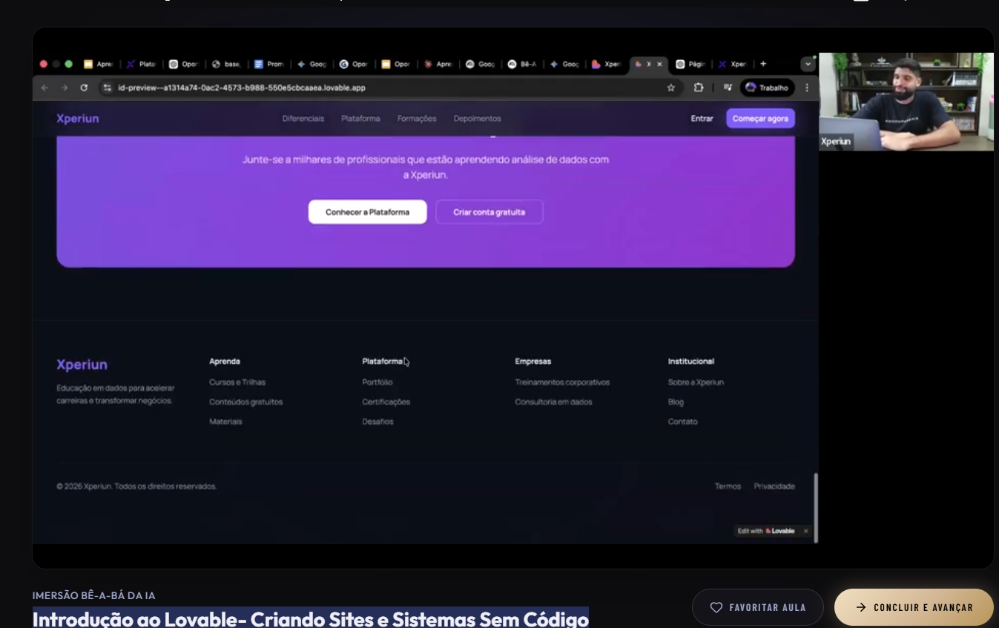 Apre
Plata
Opor
base.
Prom
Goog
Opor
Opor
Apre
Goog
Bê-A
Goog
Xperi
X
Págin
Xper
id-preview--a1314a74-0ac2-4573-b988-550e5cbcaaea.lovable.app
Trabalho
Xperiun
Diferenciais
Plataforma
Formações
Depoimentos
Entrar
Começar agora
Xperiun
Junte-se a milhares de profissionais que estão aprendendo análise de dados com
a Xperiun.
Conhecer a Plataforma
Criar conta gratuita
Xperiun
Educação em dados para acelerar
carreiras e transformar negócios.
Aprenda
Cursos e Trilhas
Conteúdos gratuitos
Materiais
Plataforma
Portfólio
Certificações
Desafios
Empresas
Treinamentos corporativos
Consultoria em dados
Institucional
Sobre a Xperiun
Blog
Contato
© 2026 Xperiun. Todos os direitos reservados.
Termos
Privacidade
Edit with Lovable
IMERSÃO BÊ-A-BÁ DA IA
Introdução ao Lovable- Criando Sites e Sistemas Sem Código
FAVORITAR AULA
CONCLUIR E AVANÇAR